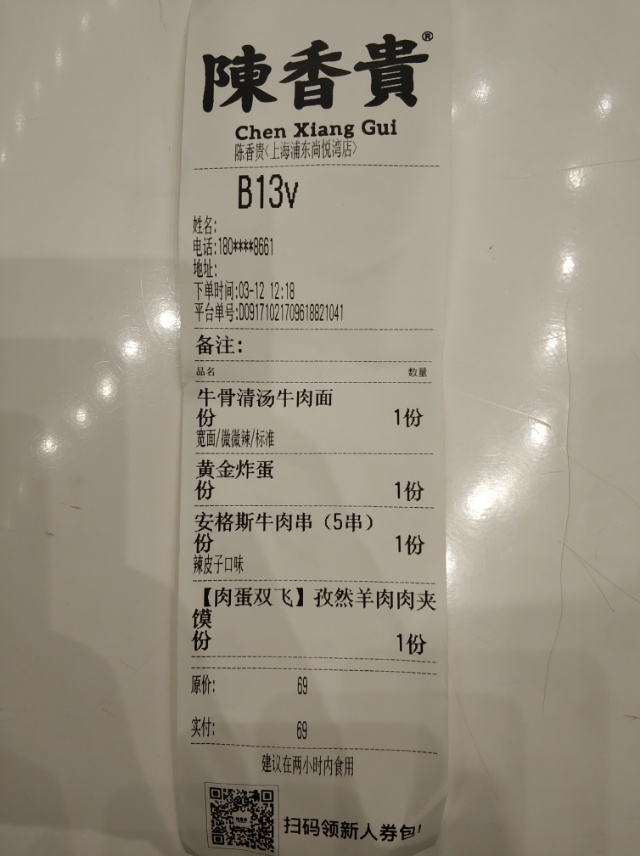 陳香貴®
Chen Xiang Gui
陈香贵<上海浦东尚悦湾店>
B13v
姓名:
电话:180****8661
地址:
下单时间:03-12 12:18
平台单号:D09171021709618821041
备注:
品名 数量
牛骨清汤牛肉面
份 1份
宽面/微微辣/标准
黄金炸蛋
份 1份
安格斯牛肉串（5串）
份 1份
辣皮子口味
【肉蛋双飞】孜然羊肉肉夹
馍
份 1份
原价: 69
实付: 69
建议在两小时内食用
扫码领新人券包!